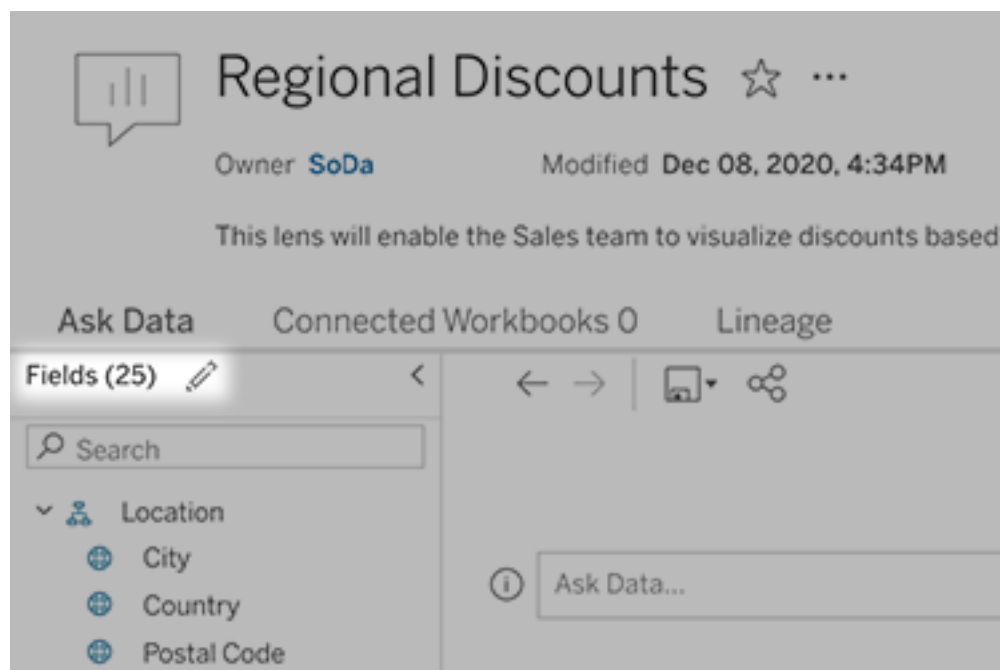 Regional Discounts ☆ ···
Owner SoDa Modified Dec 08, 2020, 4:34PM
This lens will enable the Sales team to visualize discounts based
Ask Data Connected Workbooks 0 Lineage
Fields (25)
Search
Location
City
Country
Postal Code
Ask Data...